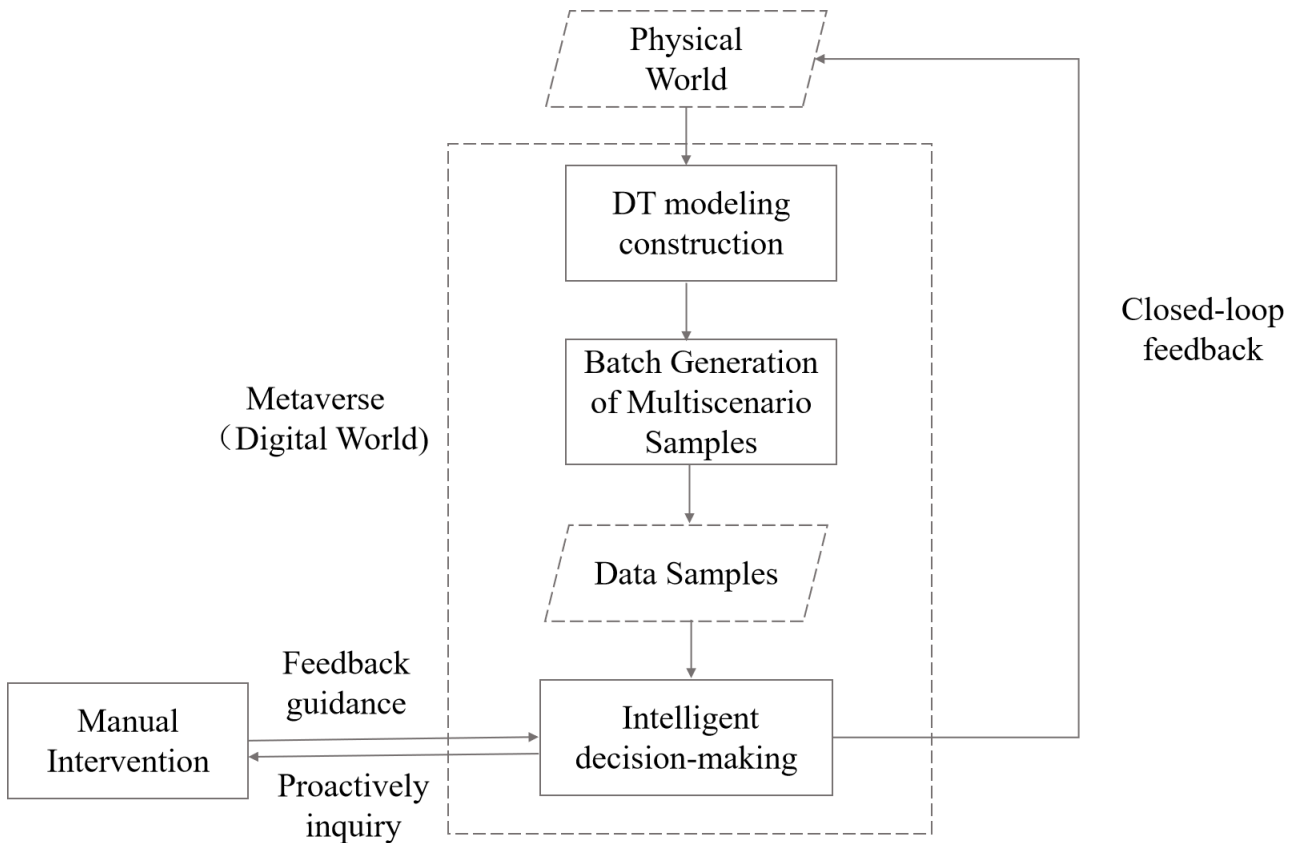 Physical
World
DT modeling
construction
Closed-loop
feedback
Batch Generation
of Multiscenario
Samples
Metaverse
（Digital World)
Data Samples
Feedback
guidance
Manual
Intervention
Intelligent
decision-making
Proactively
inquiry